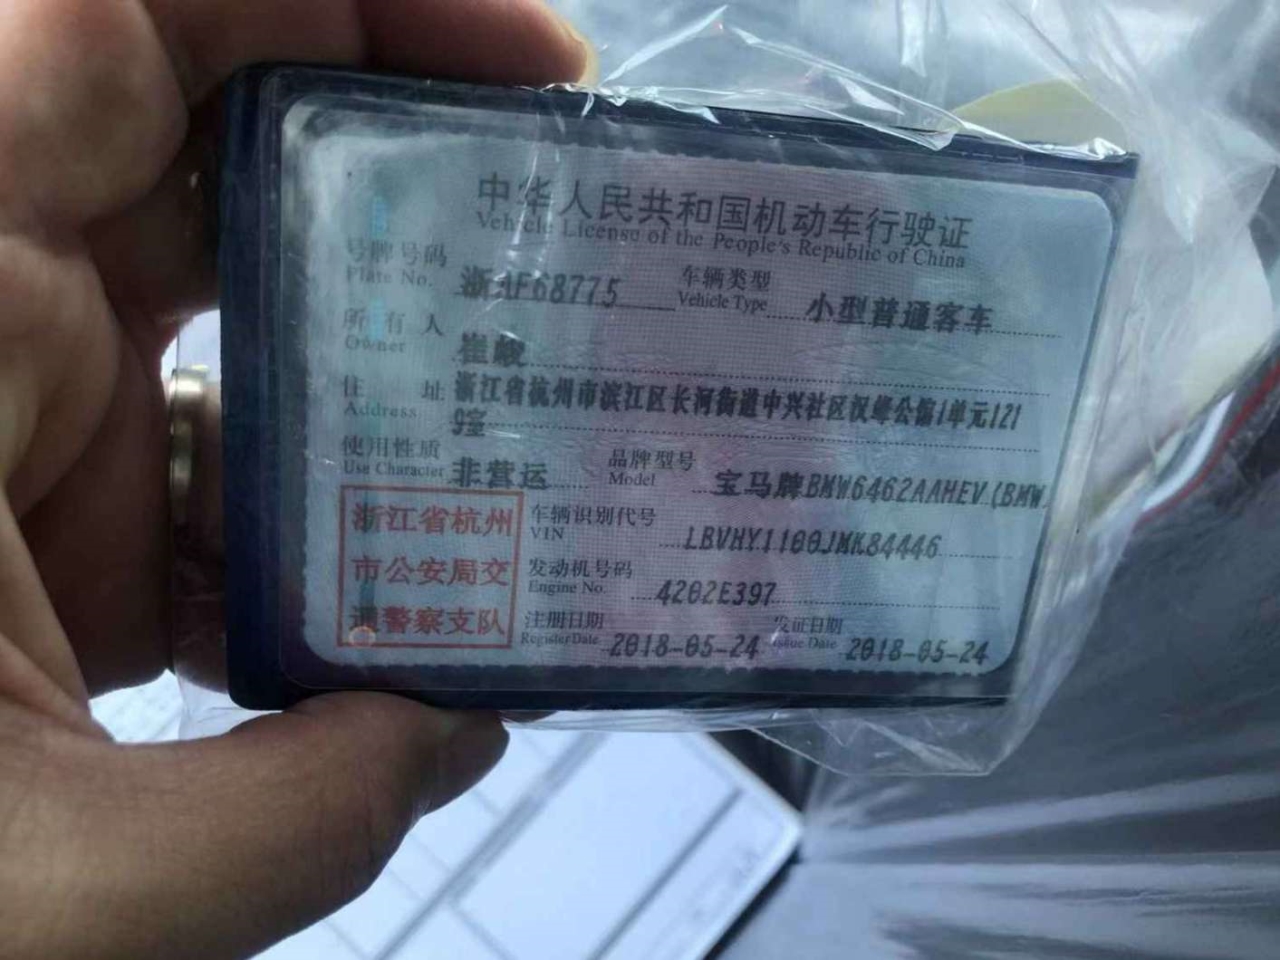 中华人民共和国机动车行驶证
Vehicle License of the People's Republic of China
号牌号码 浙AF68775 车辆类型 小型普通客车
Plate No. Vehicle Type
所有人 崔峻
Owner
住址 浙江省杭州市滨江区长河街道中兴社区汉峰公馆1单元121
Address 9室
使用性质 非营运 品牌型号 宝马牌BMW6462AAHEV(BMW
Use Character Model
浙江省杭州 车辆识别代号 LBVHY1100JMK84446
VIN
市公安局交 发动机号码 4202E397
Engine No.
通警察支队 注册日期 2018-05-24 发证日期 2018-05-24
Register Date Issue Date